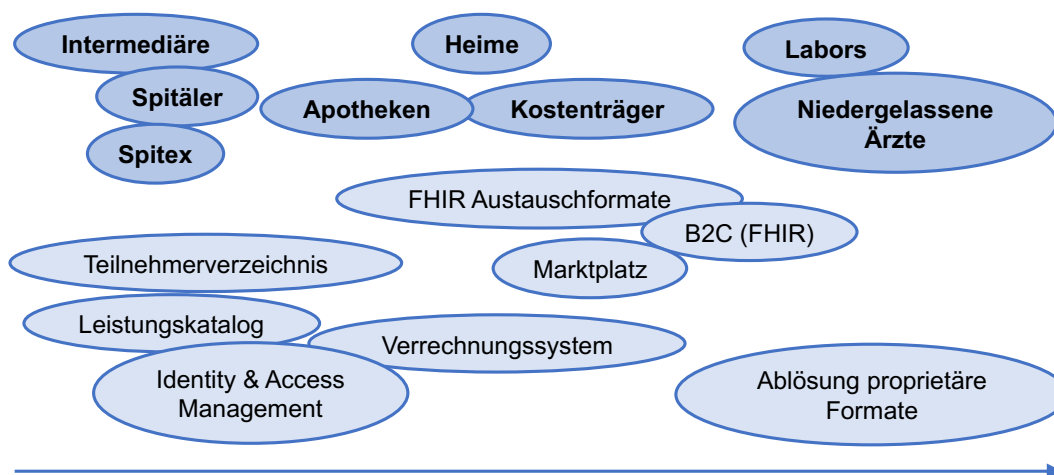 Intermediäre
Heime
Labors
Spitäler
Apotheken
Kostenträger
Niedergelassene
Ärzte
Spitex
FHIR Austauschformate
B2C (FHIR)
Teilnehmerverzeichnis
Marktplatz
Leistungskatalog
Verrechnungssystem
Identity & Access
Management
Ablösung proprietäre
Formate